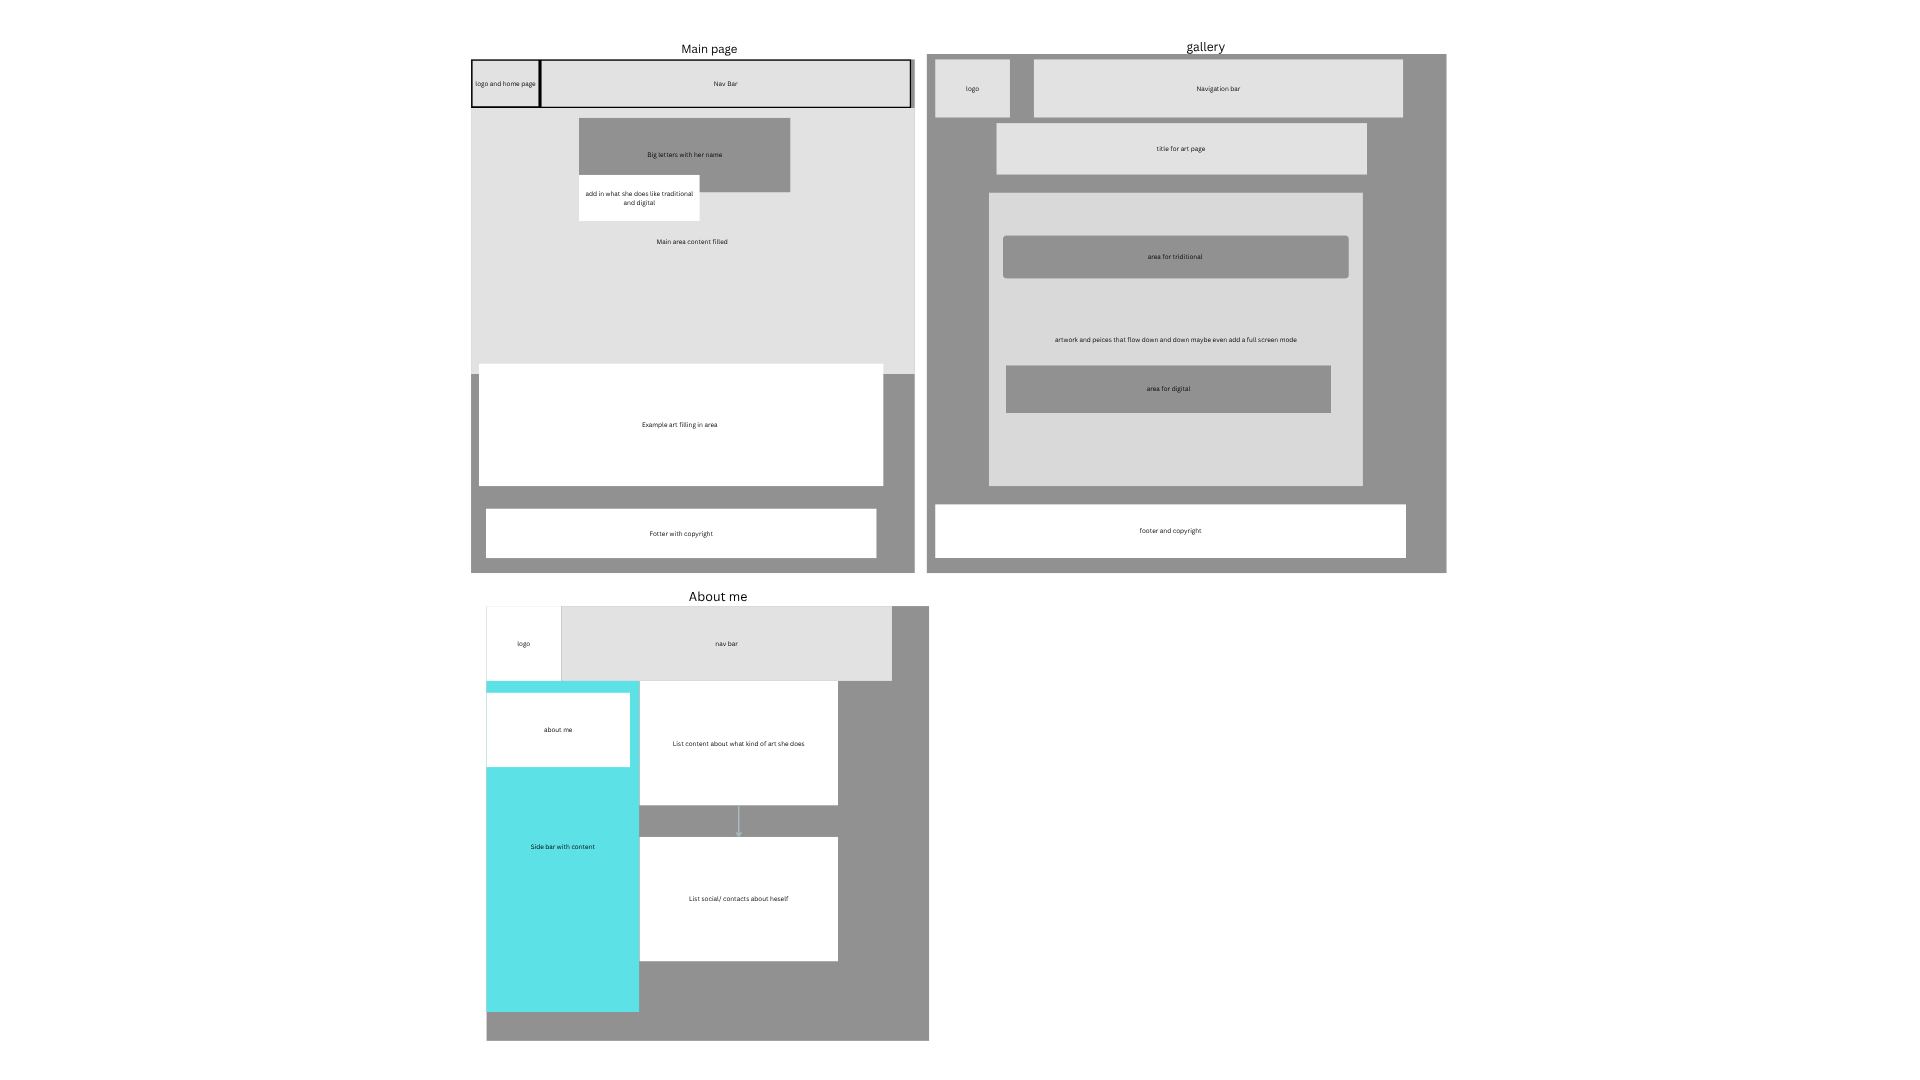 Main page
logo and home page
Nav Bar
Big letters with her name
add in what she does like traditional
and digital
Main area content filled
Example art filling in area
Fotter with copyright
gallery
logo
Navigation bar
title for art page
area for triditional
artwork and peices that flow down and down maybe even add a full screen mode
area for digital
footer and copyright
About me
logo
nav bar
about me
Side bar with content
List content about what kind of art she does
List social/ contacts about heself